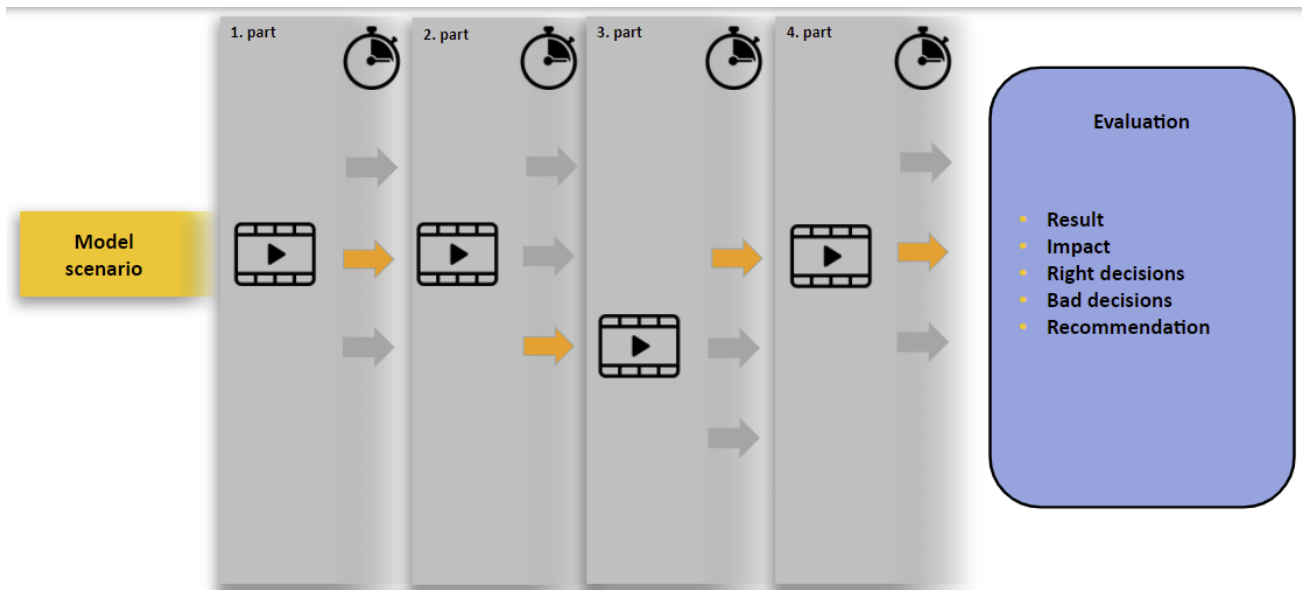 1. part
2. part
3. part
4. part
Model
scenario
Evaluation
• Result
• Impact
• Right decisions
• Bad decisions
• Recommendation